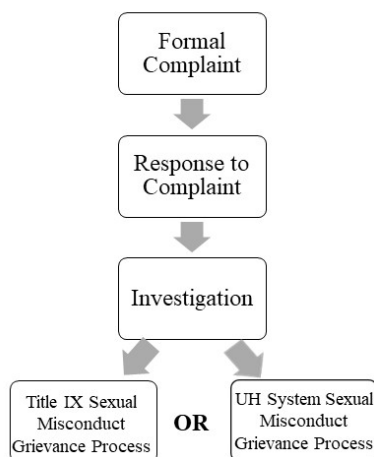 Formal
Complaint
Response to
Complaint
Investigation
Title IX Sexual
Misconduct
Grievance Process
OR
UH System Sexual
Misconduct
Grievance Process